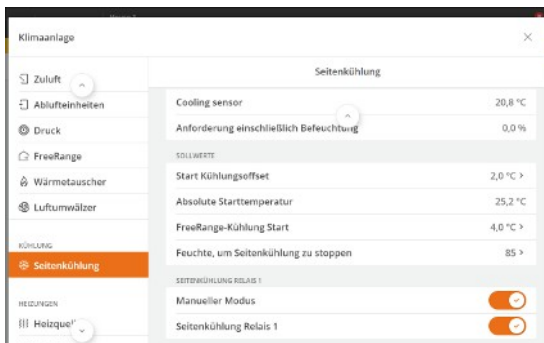 Klimaanlage
Zuluft
Ablufteinheiten
Druck
FreeRange
Wärmetauscher
Luftumwälzer
KÜHLUNG
Seitenkühlung
HEIZUNGEN
Seitenkühlung
Cooling sensor 20,8 °C
Anforderung einschließlich Befeuchtung 0,0 %
SOLLWERTE
Start Kühlungsoffset 2,0 °C >
Absolute Starttemperatur 25,2 °C
FreeRange-Kühlung Start 4,0 °C >
Feuchte, um Seitenkühlung zu stoppen 85 >
SEITENKÜHLUNG RELAIS 1
Manueller Modus
Seitenkühlung Relais 1